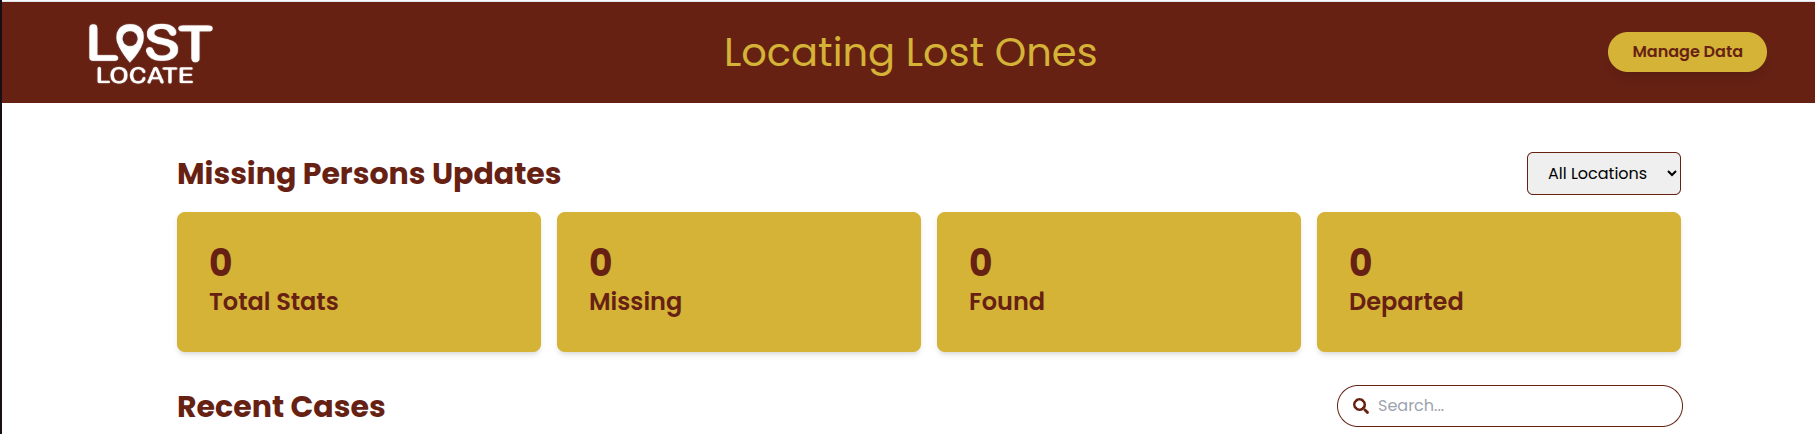 LOST
LOCATE
Locating Lost Ones
Manage Data
Missing Persons Updates
All Locations
0
Total Stats
0
Missing
0
Found
0
Departed
Recent Cases
Search...